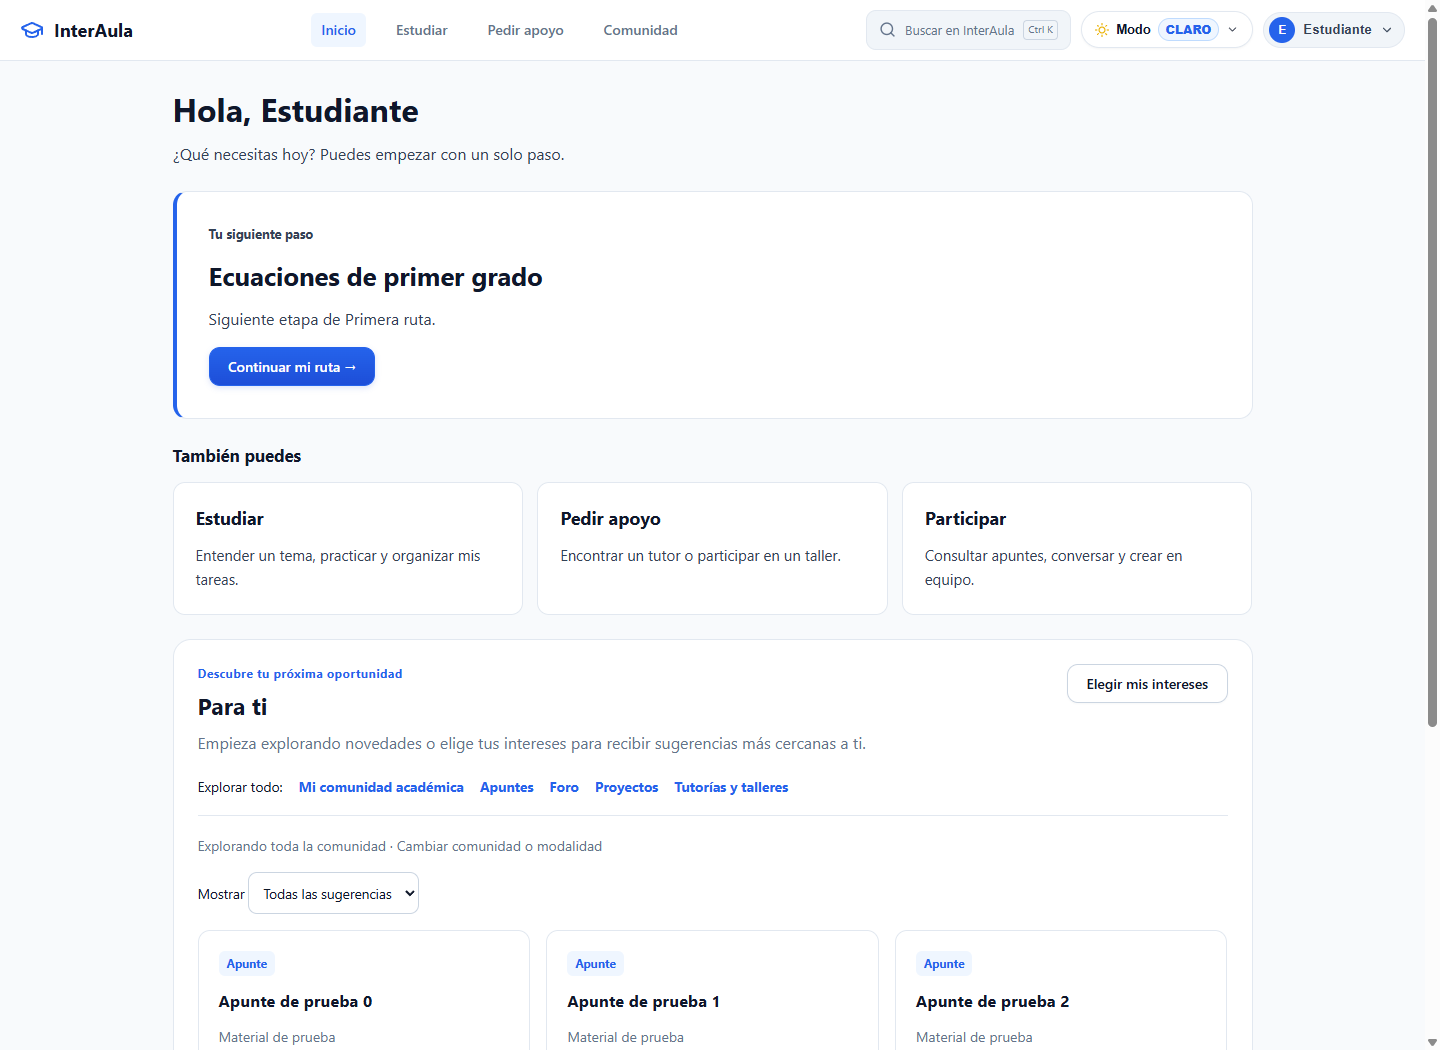 InterAula
Inicio
Estudiar
Pedir apoyo
Comunidad
Buscar en InterAula
Ctrl K
Modo
CLARO
E
Estudiante
Hola, Estudiante
¿Qué necesitas hoy? Puedes empezar con un solo paso.
Tu siguiente paso
Ecuaciones de primer grado
Siguiente etapa de Primera ruta.
Continuar mi ruta →
También puedes
Estudiar
Entender un tema, practicar y organizar mis
tareas.
Pedir apoyo
Encontrar un tutor o participar en un taller.
Participar
Consultar apuntes, conversar y crear en
equipo.
Descubre tu próxima oportunidad
Para ti
Elegir mis intereses
Empieza explorando novedades o elige tus intereses para recibir sugerencias más cercanas a ti.
Explorar todo: Mi comunidad académica Apuntes Foro Proyectos Tutorías y talleres
Explorando toda la comunidad · Cambiar comunidad o modalidad
Mostrar Todas las sugerencias
Apunte
Apunte de prueba 0
Material de prueba
Apunte
Apunte de prueba 1
Material de prueba
Apunte
Apunte de prueba 2
Material de prueba